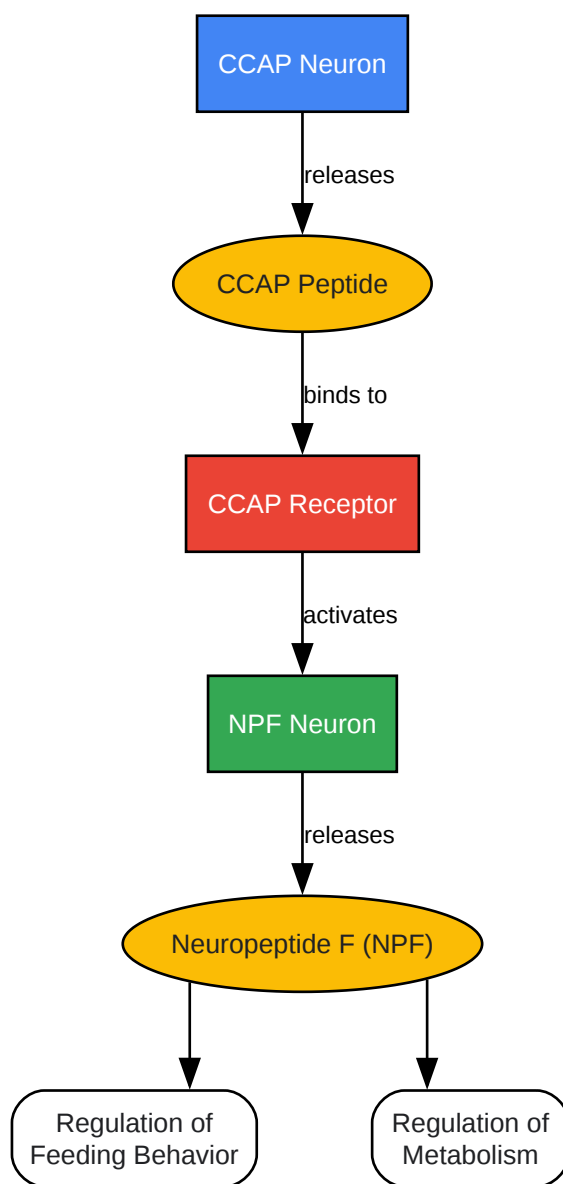 CCAP Neuron
releases
CCAP Peptide
binds to
CCAP Receptor
activates
NPF Neuron
releases
Neuropeptide F (NPF)
Regulation of
Feeding Behavior
Regulation of
Metabolism